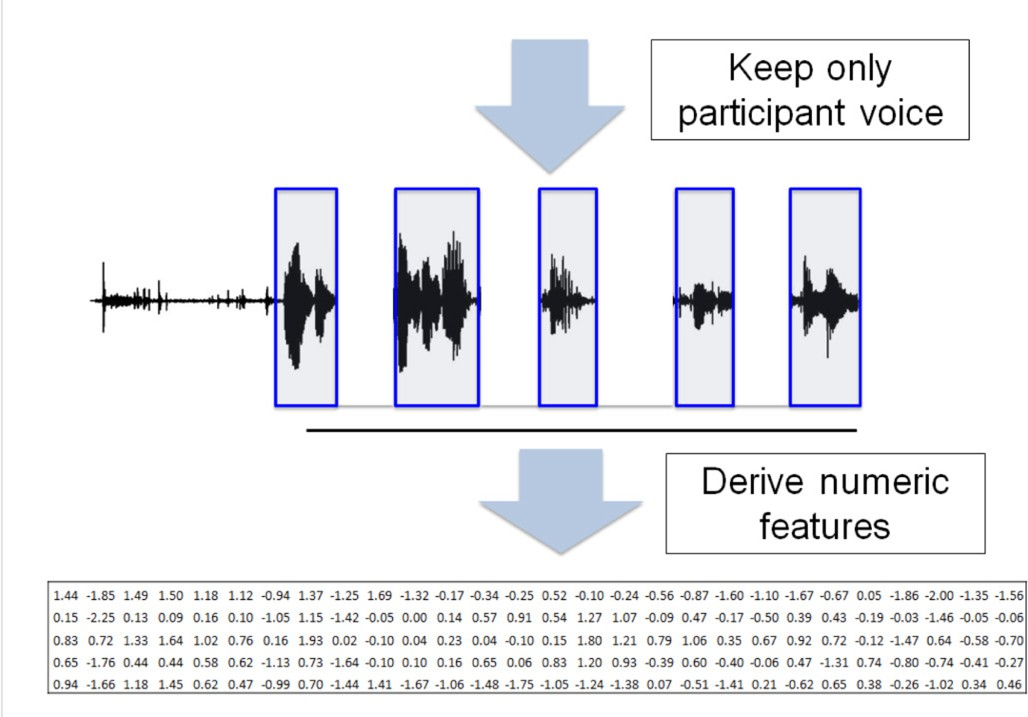 Keep only
participant voice
Derive numeric
features
1.44 -1.85 1.49 1.50 1.18 1.12 -0.94 1.37 -1.25 1.69 -1.32 -0.17 -0.34 -0.25 0.52 -0.10 -0.24 -0.56 -0.87 -1.60 -1.10 -1.67 -0.67 0.05 -1.86 -2.00 -1.35 -1.56
0.15 -2.25 0.13 0.09 0.16 0.10 -1.05 1.15 -1.42 -0.05 0.00 0.14 0.57 0.91 0.54 1.27 1.07 -0.09 0.47 -0.17 -0.50 0.39 0.43 -0.19 -0.03 -1.46 -0.05 -0.06
0.83 0.72 1.33 1.64 1.02 0.76 0.16 1.93 0.02 -0.10 0.04 0.23 0.04 -0.10 0.15 1.80 1.21 0.79 1.06 0.35 0.67 0.92 0.72 -0.12 -1.47 0.64 -0.58 -0.70
0.65 -1.76 0.44 0.44 0.58 0.62 -1.13 0.73 -1.64 -0.10 0.10 0.16 0.65 0.06 0.83 1.20 0.93 -0.39 0.60 -0.40 -0.06 0.47 -1.31 0.74 -0.80 -0.74 -0.41 -0.27
0.94 -1.66 1.18 1.45 0.62 0.47 -0.99 0.70 -1.44 1.41 -1.67 -1.06 -1.48 -1.75 -1.05 -1.24 -1.38 0.07 -0.51 -1.41 0.21 -0.62 0.65 0.38 -0.26 -1.02 0.34 0.46